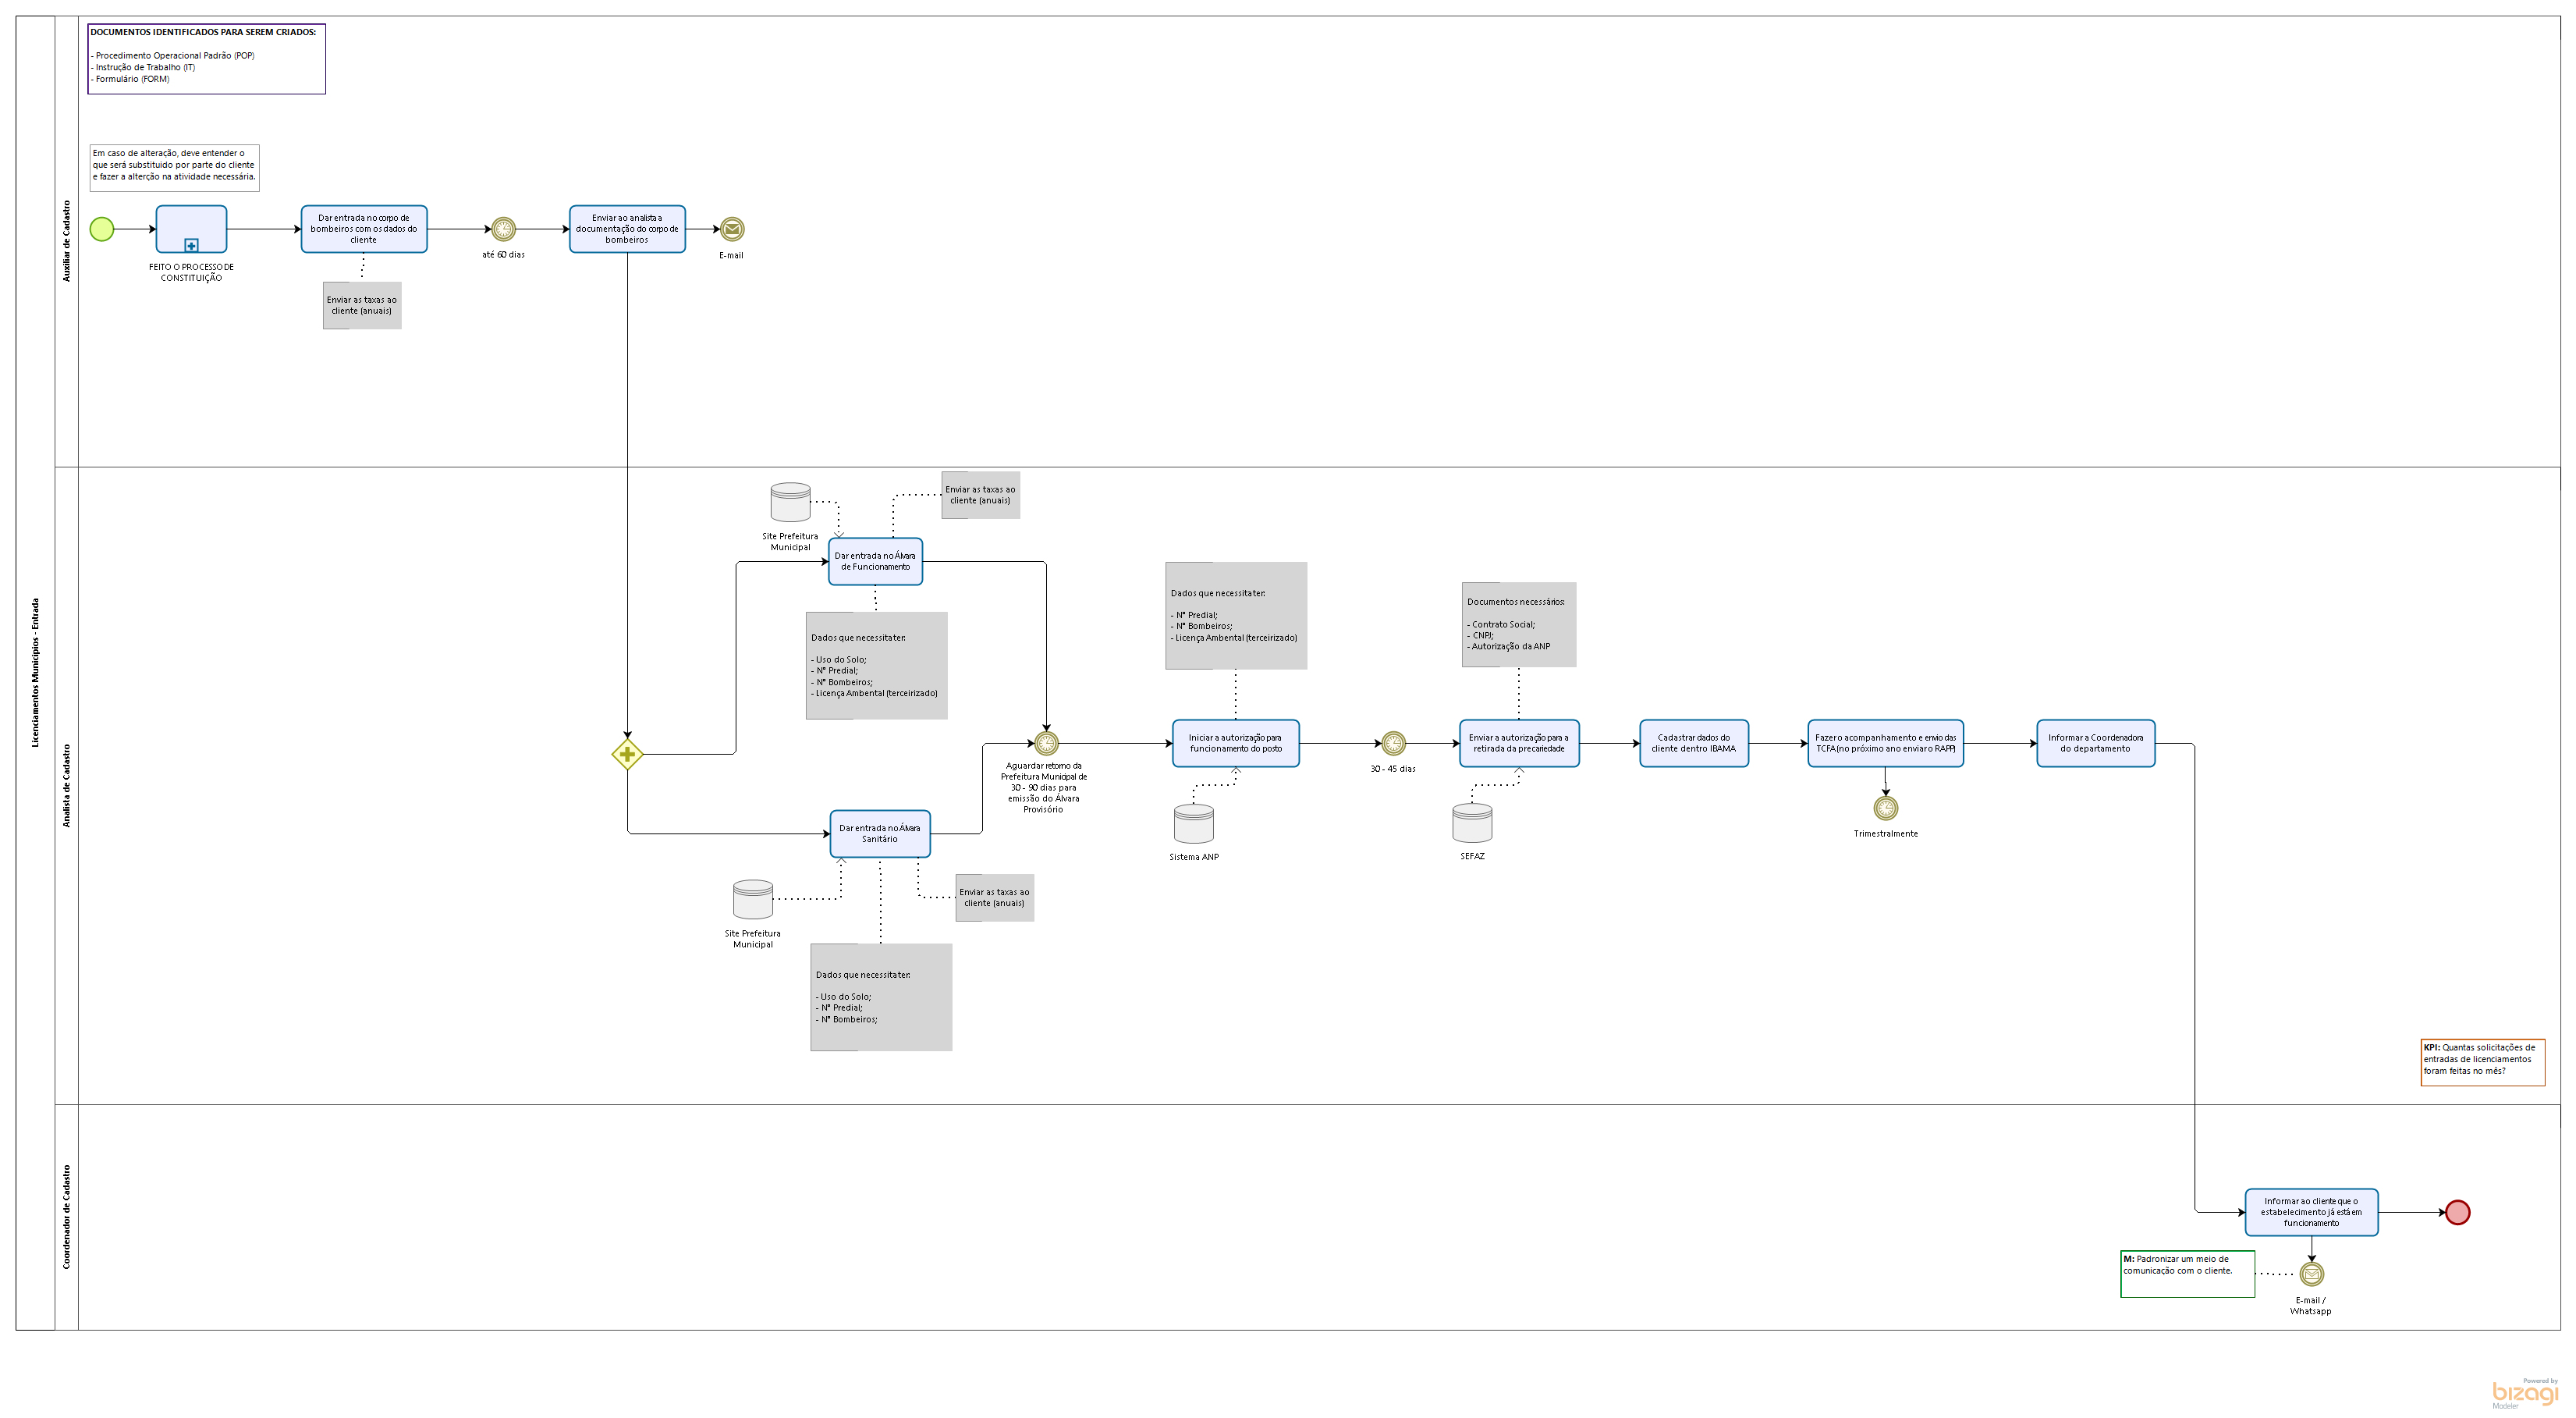 DOCUMENTOS IDENTIFICADOS PARA SEREM CRIADOS:
- Procedimento Operacional Padrão (POP)
- Instrução de Trabalho (IT)
- Formulário (FORM)
Em caso de alteração, deve entender o
que será substituido por parte do cliente
e fazer a alterção na atividade necessária.
Licenciamentos Municipios - Entrada
Auxiliar de Cadastro
FEITO O PROCESSO DE
CONSTITUIÇÃO
Dar entrada no corpo de
bombeiros com os dados do
cliente
Enviar as taxas ao
cliente (anuais)
até 60 dias
Enviar ao analista a
documentação do corpo de
bombeiros
E-mail
Analista de Cadastro
Site Prefeitura
Municipal
Enviar as taxas ao
cliente (anuais)
Dar entrada no Álvara
de Funcionamento
Dados que necessita ter:
- Uso do Solo;
- N° Predial;
- N° Bombeiros;
- Licença Ambental (terceirizado)
Dar entrada no Álvara
Sanitário
Site Prefeitura
Municipal
Enviar as taxas ao
cliente (anuais)
Dados que necessita ter:
- Uso do Solo;
- N° Predial;
- N° Bombeiros;
Aguardar retorno da
Prefeitura Municipal de
30 - 90 dias para
emissão do Álvara
Provisório
Dados que necessita ter:
- N° Predial;
- N° Bombeiros;
- Licença Ambental (terceirizado)
Iniciar a autorização para
funcionamento do posto
Sistema ANP
30 - 45 dias
Documentos necessários:
- Contrato Social;
- CNPJ;
- Autorização da ANP
Enviar a autorização para a
retirada da precariedade
SEFAZ
Cadastrar dados do
cliente dentro IBAMA
Fazer o acompanhamento e envio das
TCFA (no próximo ano enviar o RAPP)
Trimestralmente
Informar a Coordenadora
do departamento
KPI: Quantas solicitações de
entradas de licenciamentos
foram feitas no mês?
Coordenador de Cadastro
Informar ao cliente que o
estabelecimento já está em
funcionamento
M: Padronizar um meio de
comunicação com o cliente.
E-mail /
Whatsapp
Powered by
bizagi
Modeler